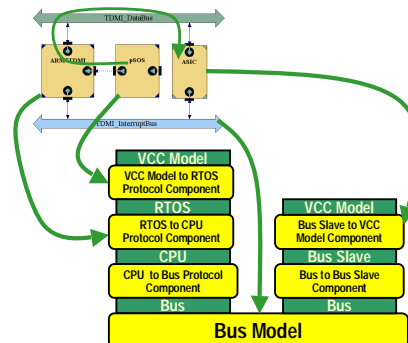 TDMI_DataBus
pSOS
ASIC
TDMI_InterruptBus
VCC Model
VCC Model to RTOS
Protocol Component
RTOS
RTOS to CPU
Protocol Component
CPU
CPU to Bus Protocol
Component
Bus
VCC Model
Bus Slave to VCC
Model Component
Bus Slave
Bus to Bus Slave
Component
Bus
Bus Model